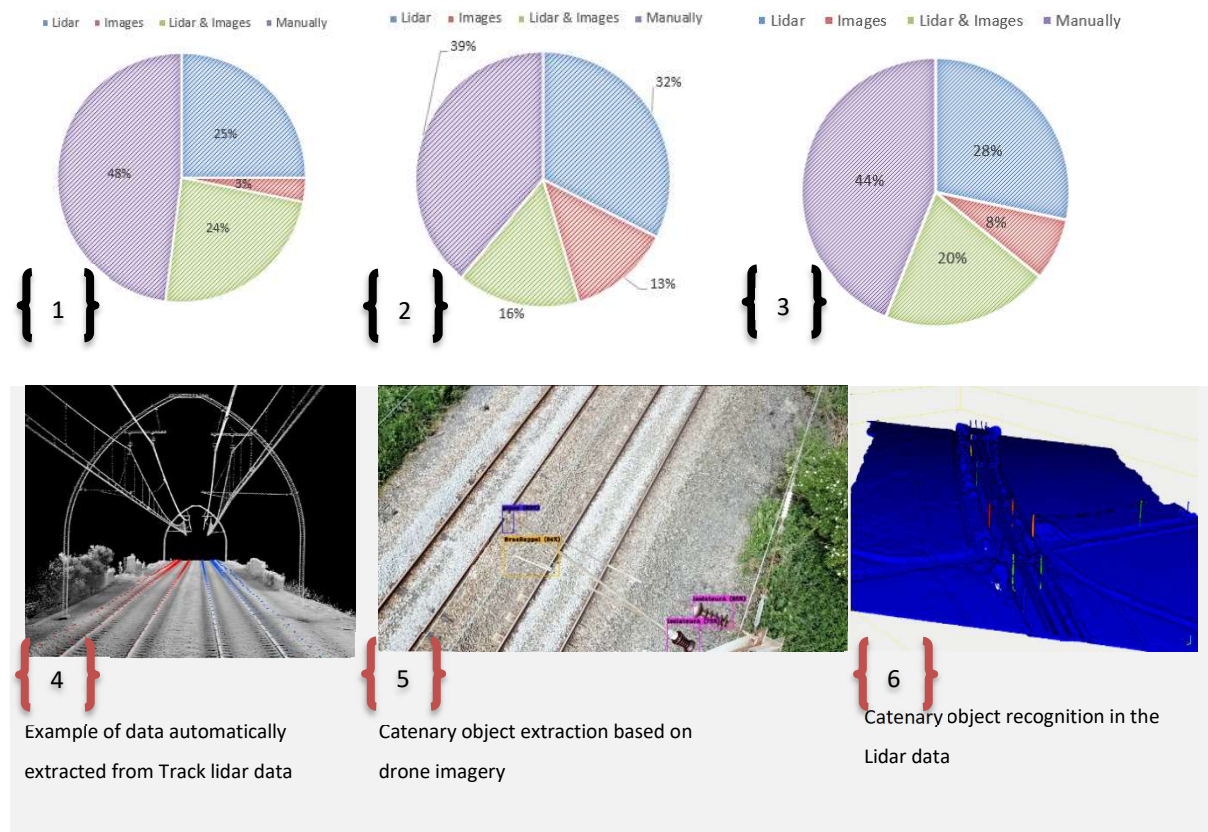 Lidar Images Lidar & Images Manually
25%
3%
24%
48%
1
Lidar Images Lidar & Images Manually
39%
32%
13%
16%
2
Lidar Images Lidar & Images Manually
28%
8%
20%
44%
3
BrasRappel (94%)
4
Example of data automatically
extracted from Track lidar data
5
Catenary object extraction based on
drone imagery
6
Catenary object recognition in the
Lidar data